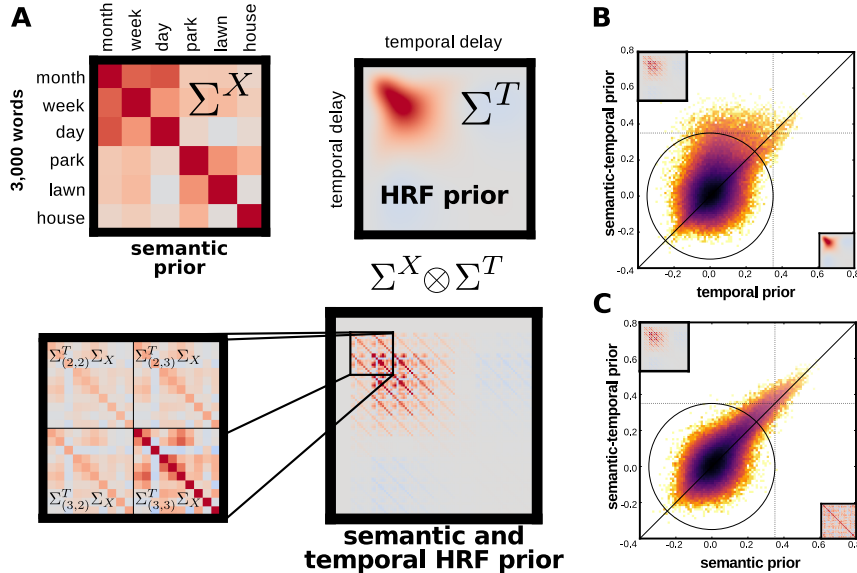 A
month
week
day
park
lawn
house
3,000 words
month
week
day
park
lawn
house
Σ^X
semantic
prior
temporal delay
temporal delay
Σ^T
HRF prior
Σ^X ⊗ Σ^T
Σ^T_(2,2) Σ_X
Σ^T_(2,3) Σ_X
Σ^T_(3,2) Σ_X
Σ^T_(3,3) Σ_X
semantic and
temporal HRF prior
B
semantic-temporal prior
0.8
0.6
0.4
0.2
0.0
-0.2
-0.4
-0.2
0,0
0.2
0.4
0.6
0.8
temporal prior
C
semantic-temporal prior
0.8
0.6
0.4
0.2
0.0
-0.2
-0.4
-0.4
-0.2
0.0
0.2
0.4
0.6
0.8
semantic prior